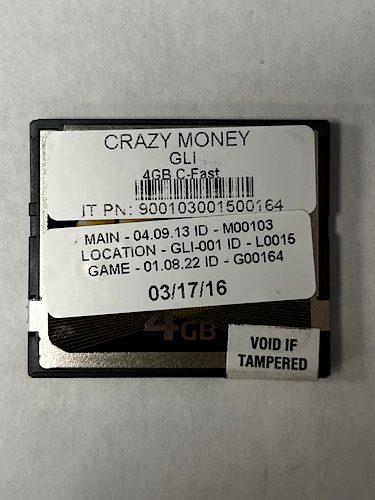 CRAZY MONEY
GLI
4GB C-Fast
IT PN: 900103001500164
MAIN - 04.09.13 ID - M00103
LOCATION - GLI-001 ID - L0015
GAME - 01.08.22 ID - G00164
03/17/16
4GB
VOID IF
TAMPERED